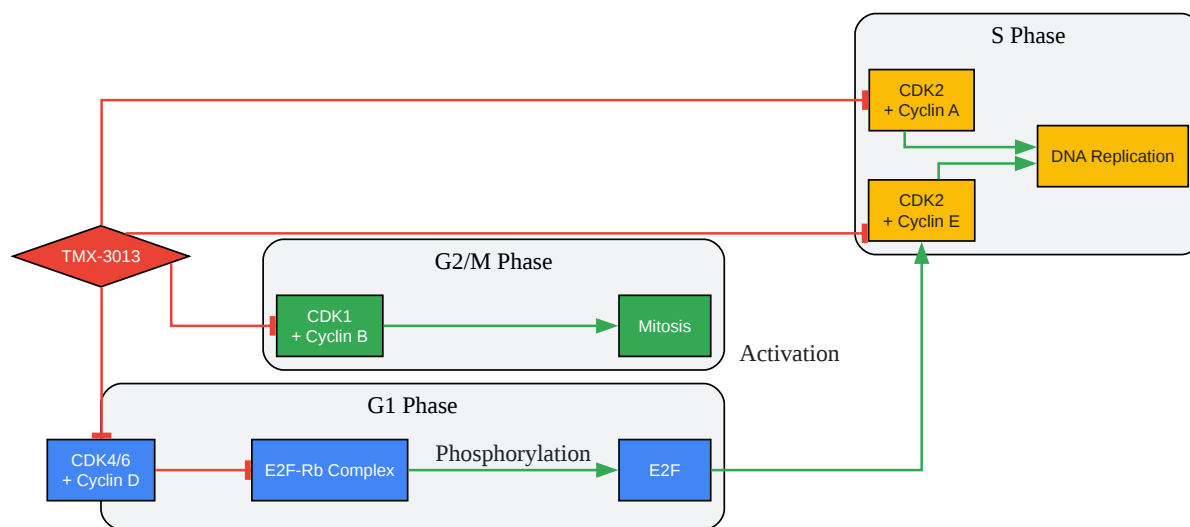 S Phase
CDK2
+ Cyclin A
DNA Replication
CDK2
+ Cyclin E
TMX-3013
G2/M Phase
CDK1
+ Cyclin B
Mitosis
Activation
G1 Phase
CDK4/6
+ Cyclin D
E2F-Rb Complex
Phosphorylation
E2F